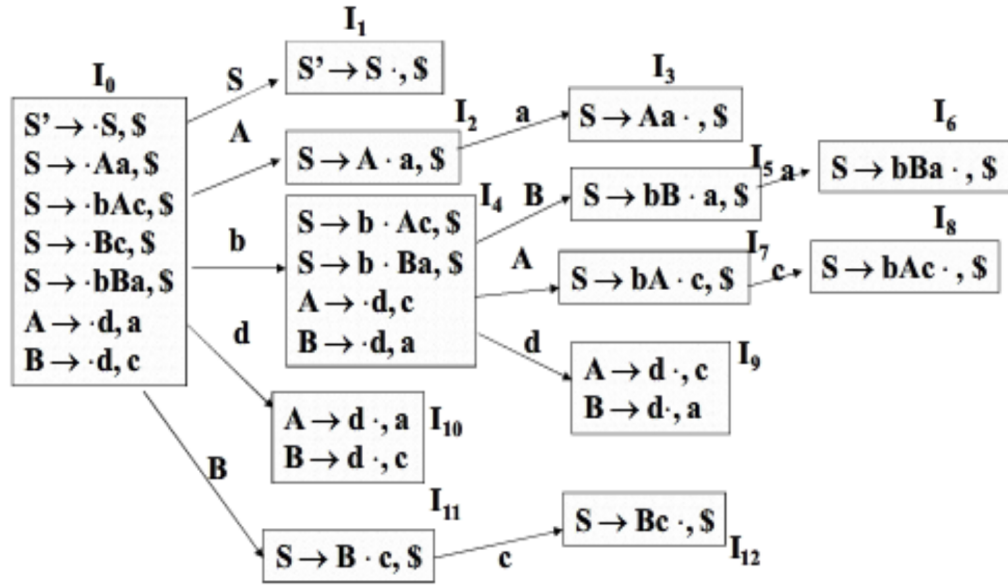 I₀
S' → ·S, $
S → ·Aa, $
S → ·bAc, $
S → ·Bc, $
S → ·bBa, $
A → ·d, a
B → ·d, c
S
I₁
S' → S ·, $
A
I₂
S → A · a, $
a
I₃
S → Aa · , $
b
I₄
S → b · Ac, $
S → b · Ba, $
A → ·d, c
B → ·d, a
B
I₅
S → bB · a, $
a
I₆
S → bBa · , $
A
I₇
S → bA · c, $
c
I₈
S → bAc · , $
d
I₉
A → d ·, c
B → d·, a
d
I₁₀
A → d ·, a
B → d ·, c
B
I₁₁
S → B · c, $
c
S → Bc ·, $
I₁₂